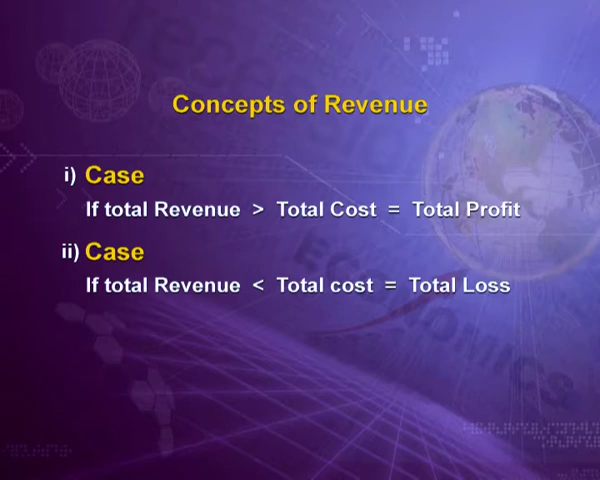 Concepts of Revenue
i) Case
If total Revenue > Total Cost = Total Profit
ii) Case
If total Revenue < Total cost = Total Loss
ECONOMICS